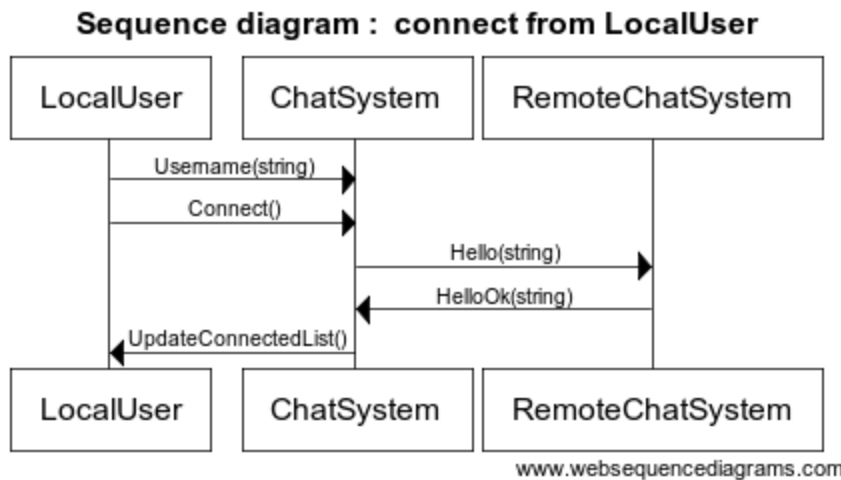 Sequence diagram :  connect from LocalUser
LocalUser
ChatSystem
RemoteChatSystem
Username(string)
Connect()
Hello(string)
HelloOk(string)
UpdateConnectedList()
LocalUser
ChatSystem
RemoteChatSystem
www.websequencediagrams.com